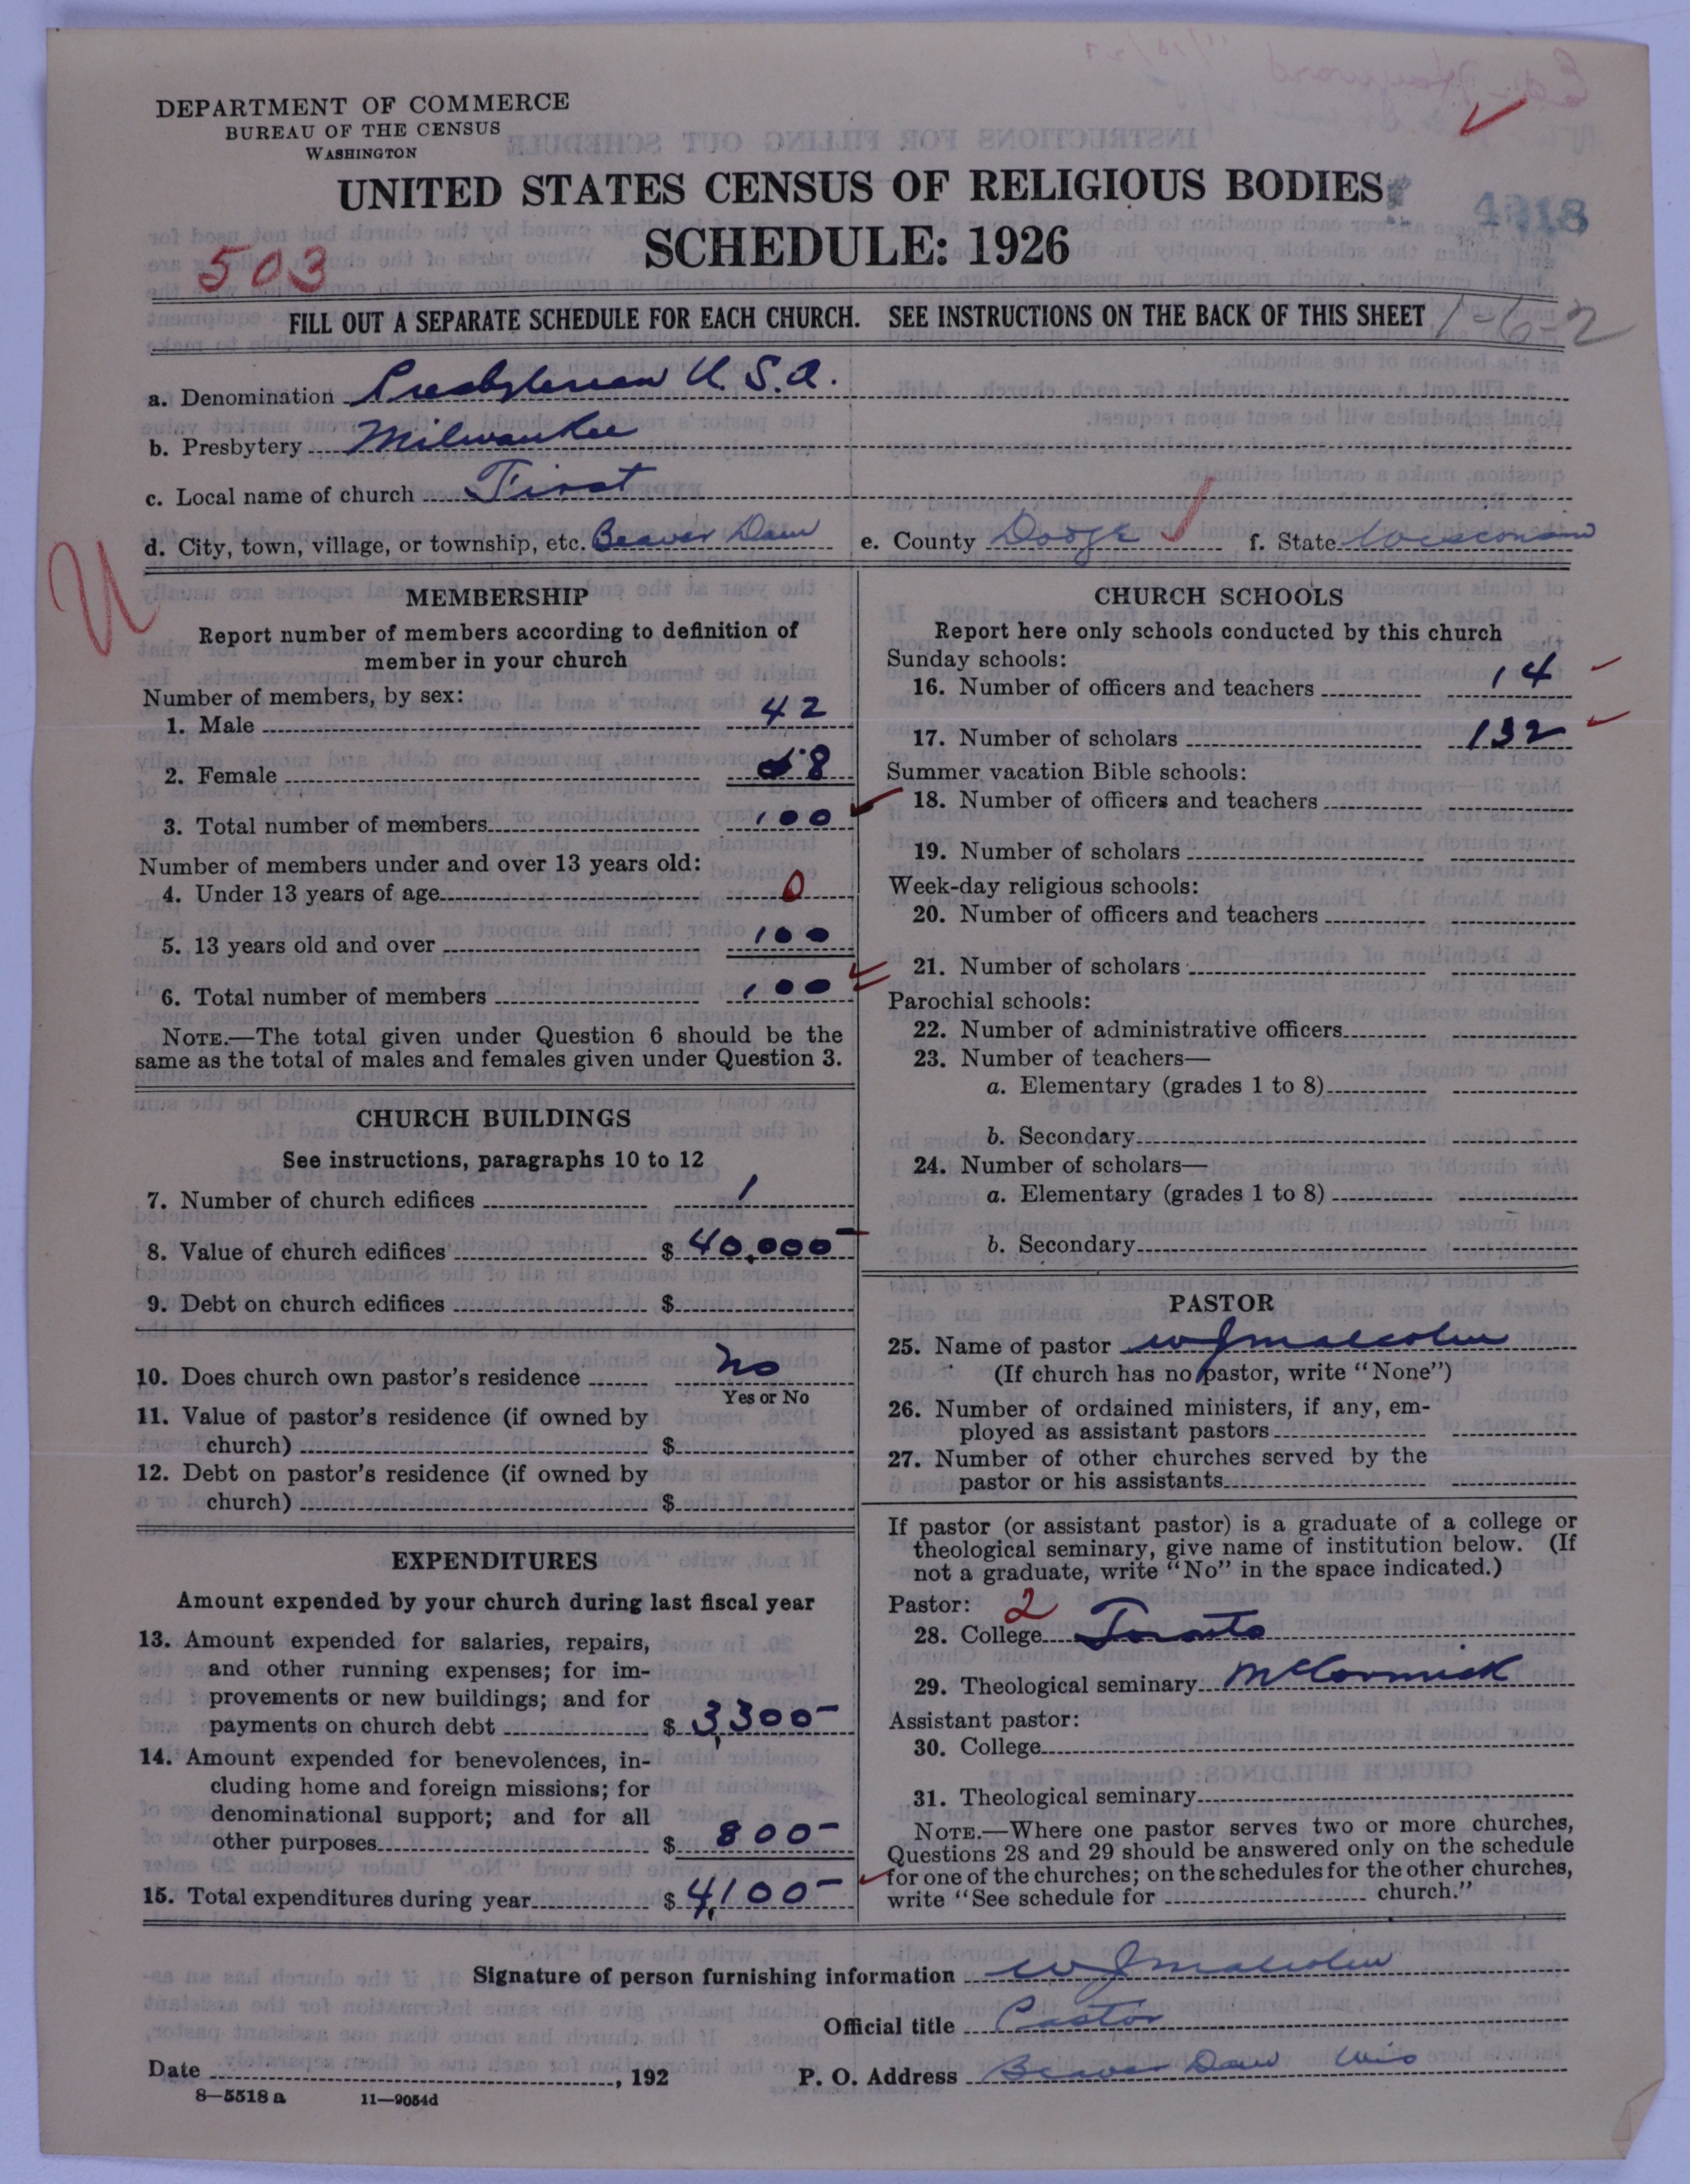 DEPARTMENT OF COMMERCE
BUREAU OF THE CENSUS
WASHINGTON
UNITED STATES CENSUS OF RELIGIOUS BODIES
SCHEDULE: 1926
503
FILL OUT A SEPARATE SCHEDULE FOR EACH CHURCH. SEE INSTRUCTIONS ON THE BACK OF THIS SHEET
1-6-2
a. Denomination Presbyterian U. S. a.
b. Presbytery Milwaukee
c. Local name of church First
d. City, town, village, or township, etc. Beaver Dam e. County Dodge f. State Wisconsin
U
MEMBERSHIP
Report number of members according to definition of
member in your church
Number of members, by sex:
1. Male 42
2. Female 58
3. Total number of members 100
Number of members under and over 13 years old:
4. Under 13 years of age 0
5. 13 years old and over 100
6. Total number of members 100
NOTE.—The total given under Question 6 should be the
same as the total of males and females given under Question 3.
CHURCH BUILDINGS
See instructions, paragraphs 10 to 12
7. Number of church edifices 1
8. Value of church edifices $ 40,000-
9. Debt on church edifices $
10. Does church own pastor's residence no
Yes or No
11. Value of pastor's residence (if owned by
church) $
12. Debt on pastor's residence (if owned by
church) $
EXPENDITURES
Amount expended by your church during last fiscal year
13. Amount expended for salaries, repairs,
and other running expenses; for im-
provements or new buildings; and for
payments on church debt $ 3,300-
14. Amount expended for benevolences, in-
cluding home and foreign missions; for
denominational support; and for all
other purposes $ 800-
15. Total expenditures during year $ 4,100-
CHURCH SCHOOLS
Report here only schools conducted by this church
Sunday schools:
16. Number of officers and teachers 14
17. Number of scholars 132
Summer vacation Bible schools:
18. Number of officers and teachers
19. Number of scholars
Week-day religious schools:
20. Number of officers and teachers
21. Number of scholars
Parochial schools:
22. Number of administrative officers
23. Number of teachers—
a. Elementary (grades 1 to 8)
b. Secondary
24. Number of scholars—
a. Elementary (grades 1 to 8)
b. Secondary
PASTOR
25. Name of pastor W J Malcolm
(If church has no pastor, write "None")
26. Number of ordained ministers, if any, em-
ployed as assistant pastors
27. Number of other churches served by the
pastor or his assistants
If pastor (or assistant pastor) is a graduate of a college or
theological seminary, give name of institution below. (If
not a graduate, write "No" in the space indicated.)
Pastor: 2
28. College Toronto
29. Theological seminary McCormick
Assistant pastor:
30. College
31. Theological seminary
NOTE.—Where one pastor serves two or more churches,
Questions 28 and 29 should be answered only on the schedule
for one of the churches; on the schedules for the other churches,
write "See schedule for church."
Signature of person furnishing information W J Malcolm
Official title Pastor
Date , 192 P. O. Address Beaver Dam Wis
8—5518 a 11—9054d